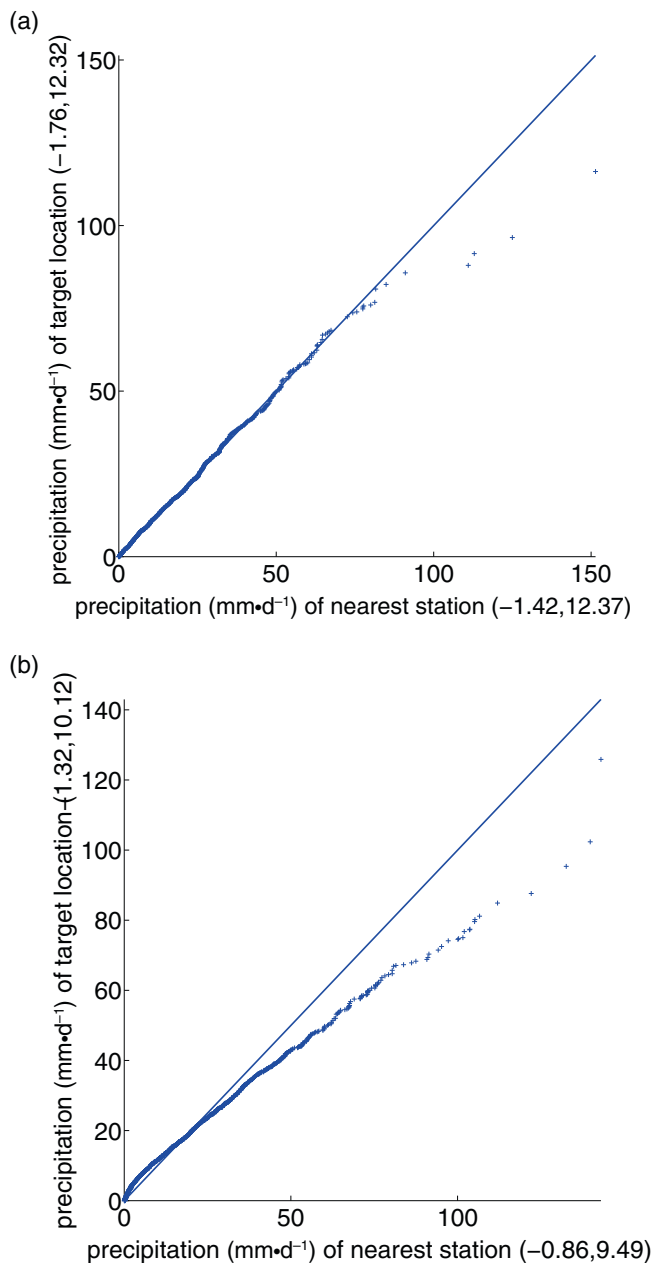 (a)
precipitation (mm•d⁻¹) of target location (−1.76,12.32)
150
100
50
0
0 50 100 150
precipitation (mm•d⁻¹) of nearest station (−1.42,12.37)
(b)
precipitation (mm•d⁻¹) of target location-(1.32,10.12)
140
120
100
80
60
40
20
0
0 50 100
precipitation (mm•d⁻¹) of nearest station (−0.86,9.49)